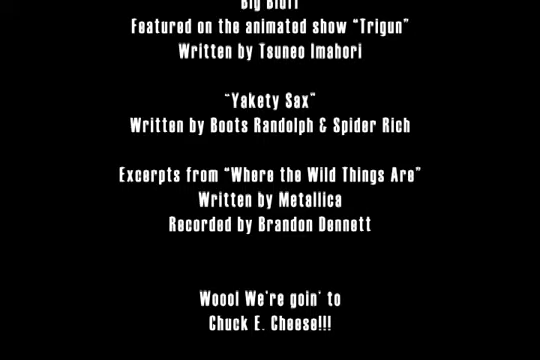 Big Bluff
Featured on the animated show “Trigun”
Written by Tsuneo Imahori
“Yakety Sax”
Written by Boots Randolph & Spider Rich
Excerpts from “Where the Wild Things Are”
Written by Metallica
Recorded by Brandon Dennett
Wooo! We're goin' to
Chuck E. Cheese!!!